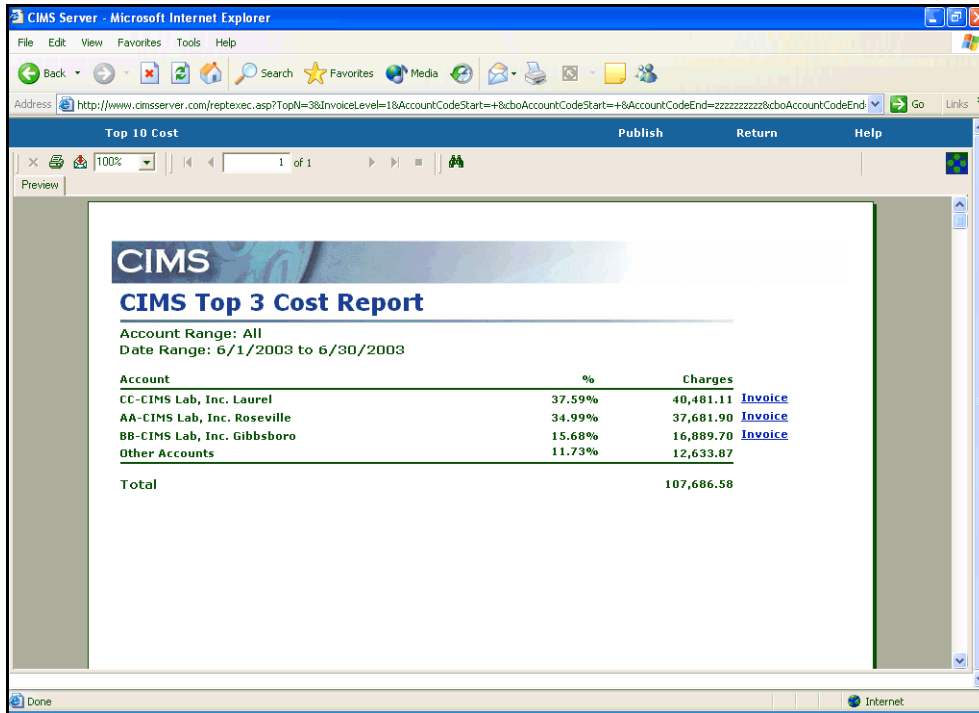 CIMS Server - Microsoft Internet Explorer
File Edit View Favorites Tools Help
Back Search Favorites Media
Address http://www.cimsserver.com/reptexec.asp?TopN=3&InvoiceLevel=1&AccountCodeStart=+&cboAccountCodeStart=+&AccountCodeEnd=zzzzzzzzzz&cboAccountCodeEnd= Go Links
Top 10 Cost Publish Return Help
100% 1 of 1
Preview
CIMS
CIMS Top 3 Cost Report
Account Range: All
Date Range: 6/1/2003 to 6/30/2003
Account % Charges
CC-CIMS Lab, Inc. Laurel 37.59% 40,481.11 Invoice
AA-CIMS Lab, Inc. Roseville 34.99% 37,681.90 Invoice
BB-CIMS Lab, Inc. Gibbsboro 15.68% 16,889.70 Invoice
Other Accounts 11.73% 12,633.87
Total 107,686.58
Done Internet